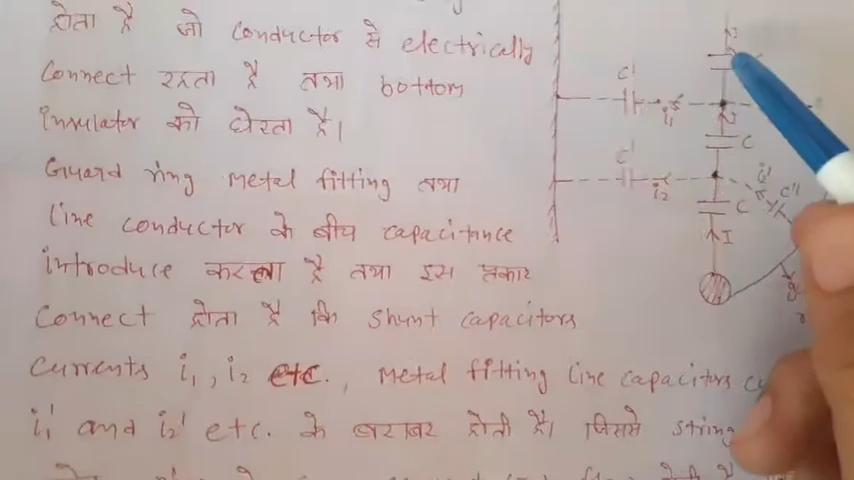 होता है जो conductor से electrically
Connect रहता है तथा bottom
insulator को घेरता है।
Guard ring metal fitting तथा
line conductor के बीच capacitance
introduce करता है तथा इस प्रकार
Connect होता है कि shunt capacitors
Currents i1, i2 etc., metal fitting line capacitors
i1' and i2' etc. के बराबर होती है। जिससे string
C'
i1
C
C'
i2
i'
C"
C
I